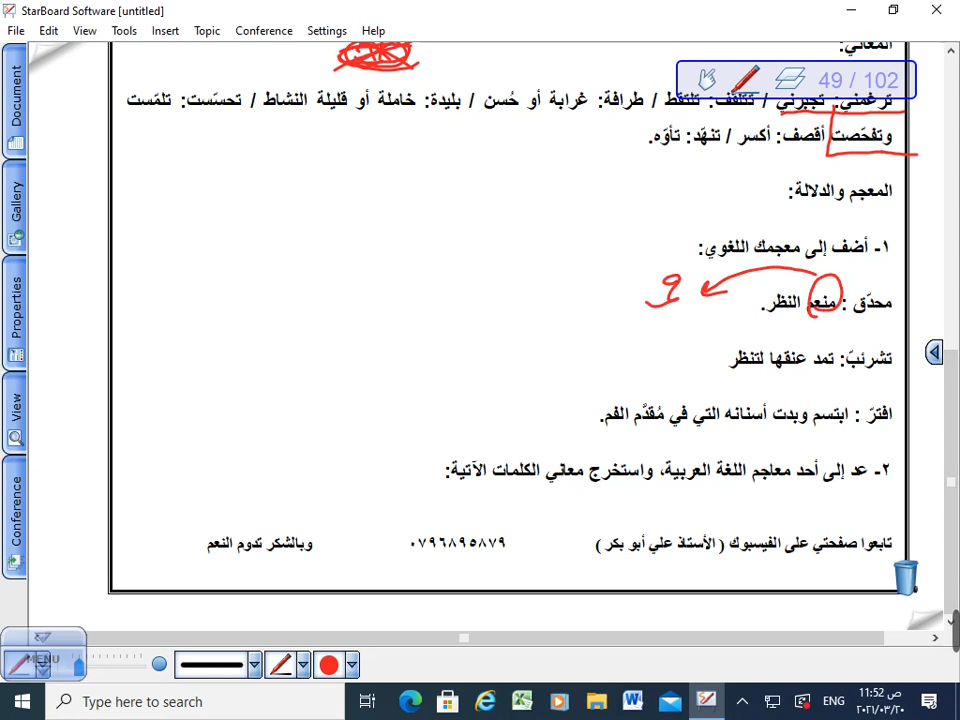 StarBoard Software [untitled]
File Edit View Tools Insert Topic Conference Settings Help
49 / 102
المعاني:
ترغمني: تجبرني / تتلقف: تلتقط / طرافة: غرابة أو حُسن / بليدة: خاملة أو قليلة النشاط / تحسّست: تلمّست
وتفحّصت أقصف: أكسر / تنهّد: تأوّه.
المعجم والدلالة:
١- أضف إلى معجمك اللغوي:
محدّق : منعم النظر.
تشرئبّ: تمد عنقها لتنظر
افترّ : ابتسم وبدت أسنانه التي في مُقدَّم الفم.
٢- عد إلى أحد معاجم اللغة العربية، واستخرج معاني الكلمات الآتية:
تابعوا صفحتي على الفيسبوك ( الأستاذ علي أبو بكر ) ٠٧٩٦٨٩٥٨٧٩ وبالشكر تدوم النعم
Document
Gallery
Properties
View
Conference
MENU
Type here to search
ENG
11:52 ص
٢٠٢١/٠٣/٢٠